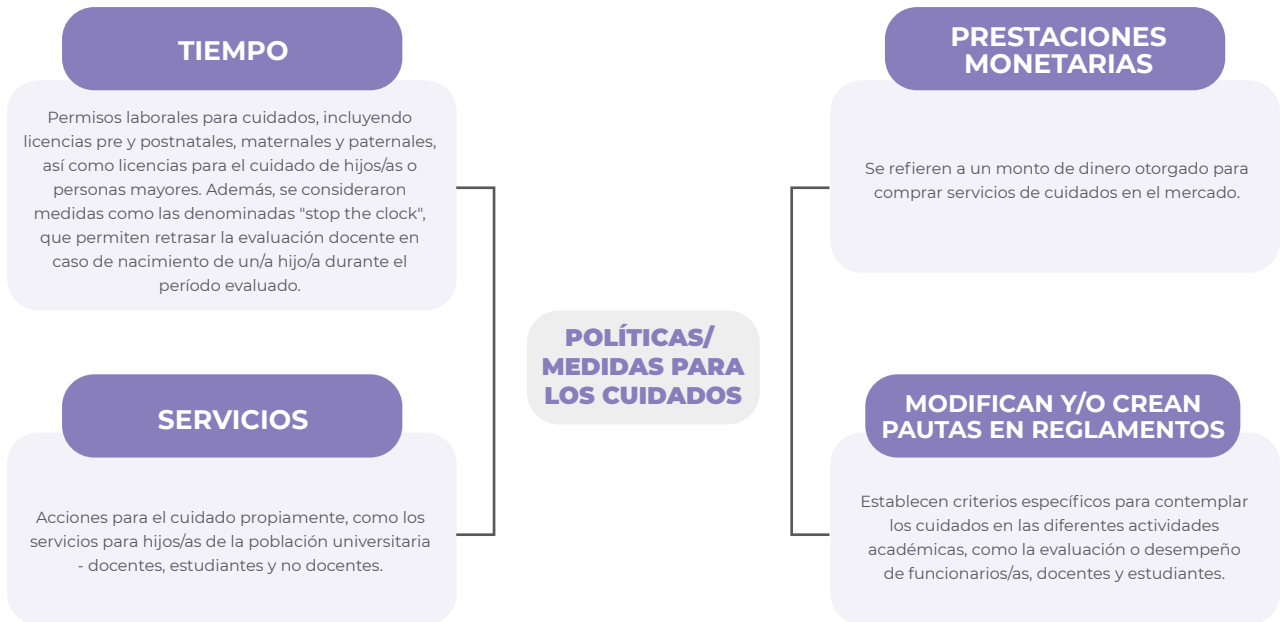 TIEMPO
Permisos laborales para cuidados, incluyendo
licencias pre y postnatales, maternales y paternales,
así como licencias para el cuidado de hijos/as o
personas mayores. Además, se consideraron
medidas como las denominadas "stop the clock",
que permiten retrasar la evaluación docente en
caso de nacimiento de un/a hijo/a durante el
período evaluado.
SERVICIOS
Acciones para el cuidado propiamente, como los
servicios para hijos/as de la población universitaria
- docentes, estudiantes y no docentes.
POLÍTICAS/
MEDIDAS PARA
LOS CUIDADOS
PRESTACIONES
MONETARIAS
Se refieren a un monto de dinero otorgado para
comprar servicios de cuidados en el mercado.
MODIFICAN Y/O CREAN
PAUTAS EN REGLAMENTOS
Establecen criterios específicos para contemplar
los cuidados en las diferentes actividades
académicas, como la evaluación o desempeño
de funcionarios/as, docentes y estudiantes.